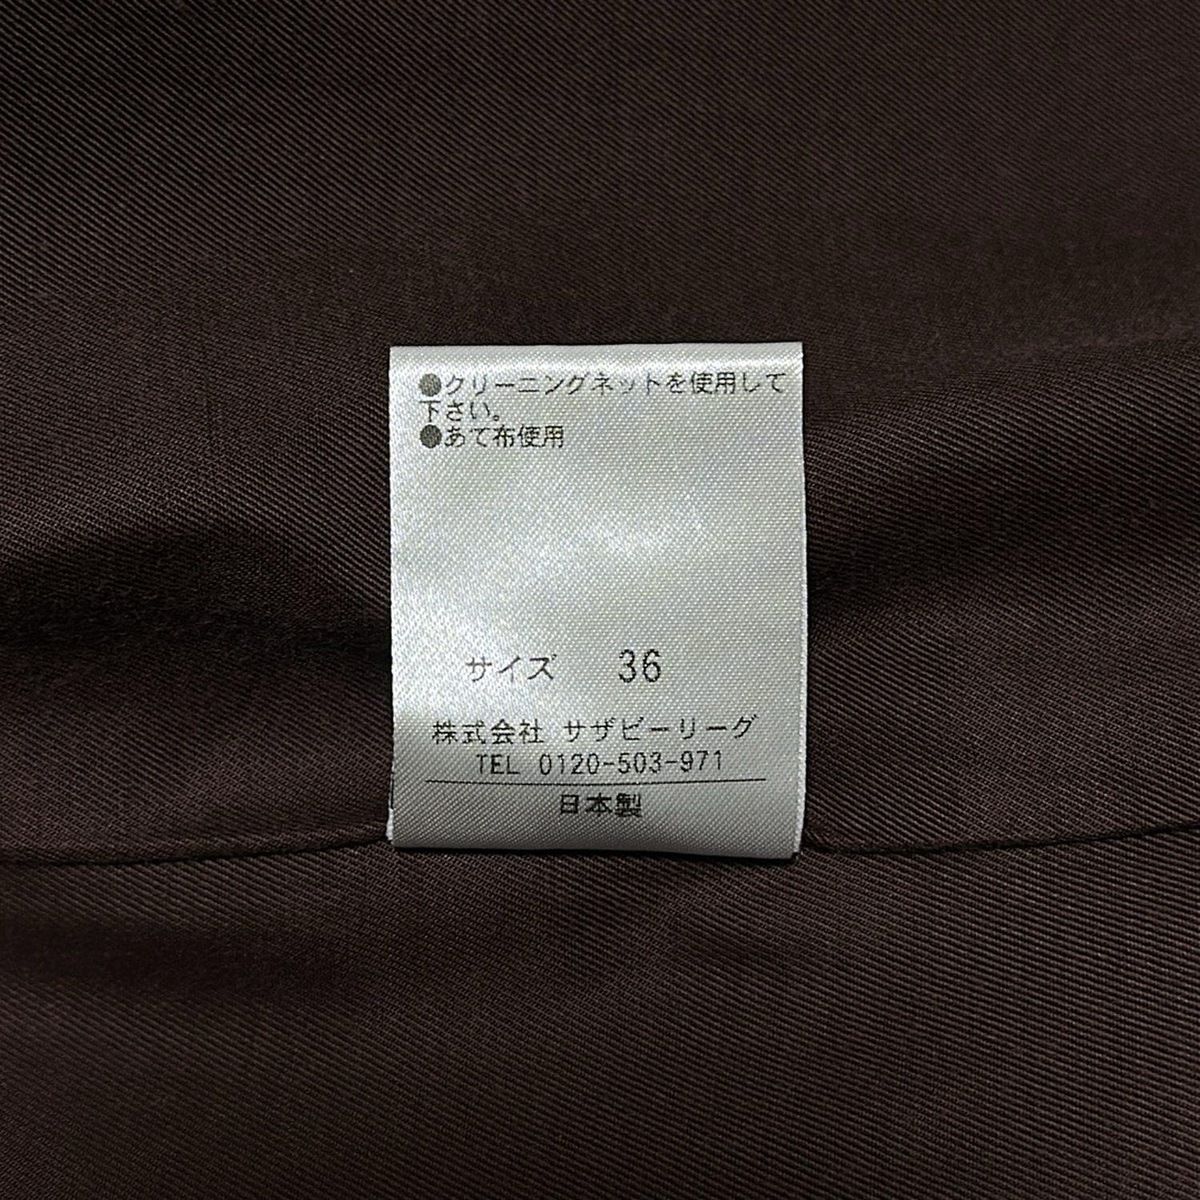 ●クリーニングネットを使用して
下さい。
●あて布使用
サイズ 36
株式会社 サザビーリーグ
TEL 0120-503-971
日本製